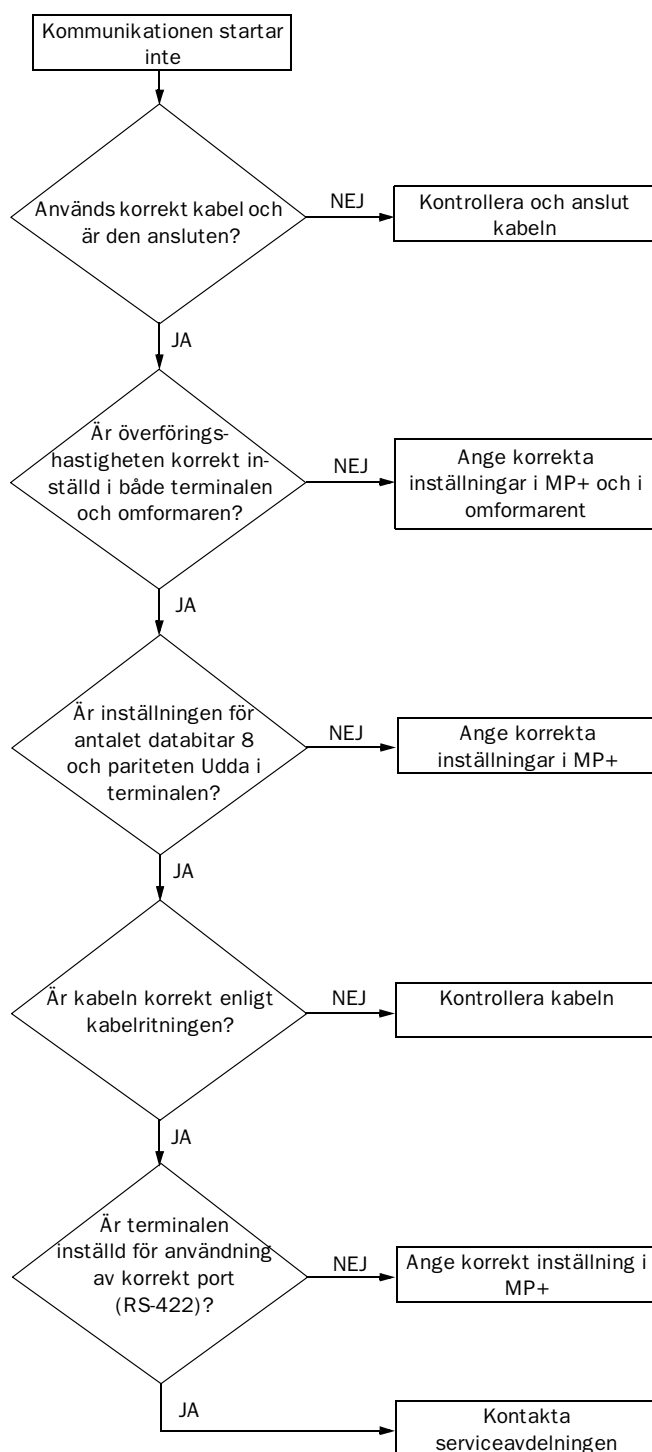 Kommunikationen startar
inte
Används korrekt kabel och
är den ansluten?
NEJ
Kontrollera och anslut
kabeln
JA
Är överförings-
hastigheten korrekt in-
ställd i både terminalen
och omformaren?
NEJ
Ange korrekta
inställningar i MP+ och i
omformarent
JA
Är inställningen för
antalet databitar 8
och pariteten Udda i
terminalen?
NEJ
Ange korrekta
inställningar i MP+
JA
Är kabeln korrekt enligt
kabelritningen?
NEJ
Kontrollera kabeln
JA
Är terminalen
inställd för användning
av korrekt port
(RS-422)?
NEJ
Ange korrekt inställning i
MP+
JA
Kontakta
serviceavdelningen